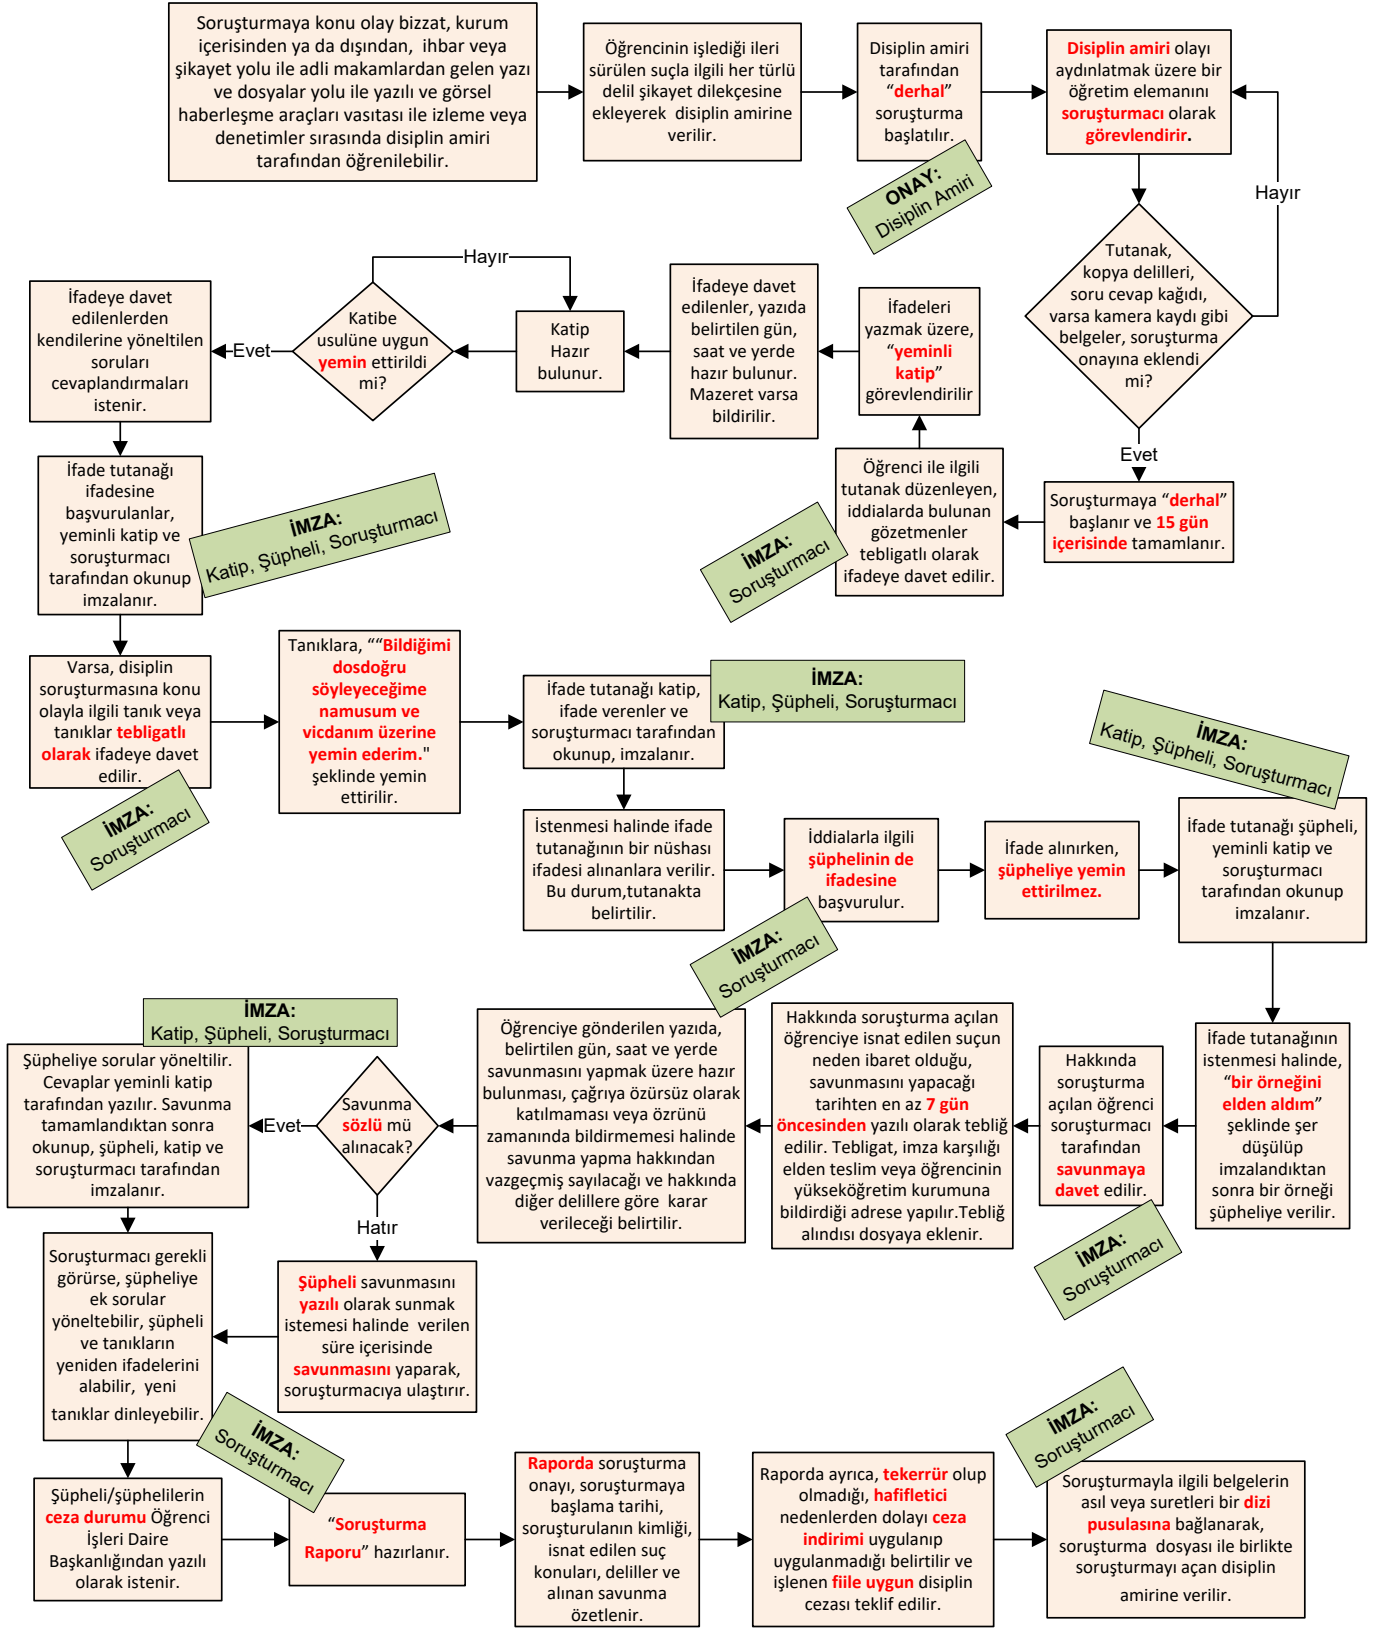 Soruşturmaya konu olay bizzat, kurum
içerisinden ya da dışından, ihbar veya
şikayet yolu ile adli makamlardan gelen yazı
ve dosyalar yolu ile yazılı ve görsel
haberleşme araçları vasıtası ile izleme veya
denetimler sırasında disiplin amiri
tarafından öğrenilebilir.
Öğrencinin işlediği ileri
sürülen suçla ilgili her türlü
delil şikayet dilekçesine
ekleyerek disiplin amirine
verilir.
Disiplin amiri
tarafından
“derhal”
soruşturma
başlatılır.
ONAY:
Disiplin Amiri
Disiplin amiri olayı
aydınlatmak üzere bir
öğretim elemanını
soruşturmacı olarak
görevlendirir.
Hayır
Tutanak,
kopya delilleri,
soru cevap kağıdı,
varsa kamera kaydı gibi
belgeler, soruşturma
onayına eklendi
mi?
Evet
Soruşturmaya “derhal”
başlanır ve 15 gün
içerisinde tamamlanır.
Öğrenci ile ilgili
tutanak düzenleyen,
iddialarda bulunan
gözetmenler
tebligatlı olarak
ifadeye davet edilir.
İMZA:
Soruşturmacı
İfadeleri
yazmak üzere,
“yeminli
katip”
görevlendirilir
İfadeye davet
edilenler, yazıda
belirtilen gün,
saat ve yerde
hazır bulunur.
Mazeret varsa
bildirilir.
Katip
Hazır
bulunur.
Hayır
Katibe
usulüne uygun
yemin ettirildi
mi?
Evet
İfadeye davet
edilenlerden
kendilerine yöneltilen
soruları
cevaplandırmaları
istenir.
İfade tutanağı
ifadesine
başvurulanlar,
yeminli katip ve
soruşturmacı
tarafından okunup
imzalanır.
İMZA:
Katip, Şüpheli, Soruşturmacı
Varsa, disiplin
soruşturmasına konu
olayla ilgili tanık veya
tanıklar tebligatlı
olarak ifadeye davet
edilir.
İMZA:
Soruşturmacı
Tanıklara, ““Bildiğimi
dosdoğru
söyleyeceğime
namusum ve
vicdanım üzerine
yemin ederim."
şeklinde yemin
ettirilir.
İfade tutanağı katip,
ifade verenler ve
soruşturmacı tarafından
okunup, imzalanır.
İMZA:
Katip, Şüpheli, Soruşturmacı
İstenmesi halinde ifade
tutanağının bir nüshası
ifadesi alınanlara verilir.
Bu durum,tutanakta
belirtilir.
İddialarla ilgili
şüphelinin de
ifadesine
başvurulur.
İMZA:
Soruşturmacı
İfade alınırken,
şüpheliye yemin
ettirilmez.
İMZA:
Katip, Şüpheli, Soruşturmacı
İfade tutanağı şüpheli,
yeminli katip ve
soruşturmacı
tarafından okunup
imzalanır.
İfade tutanağının
istenmesi halinde,
“bir örneğini
elden aldım”
şeklinde şer
düşülüp
imzalandıktan
sonra bir örneği
şüpheliye verilir.
Hakkında
soruşturma
açılan öğrenci
soruşturmacı
tarafından
savunmaya
davet edilir.
İMZA:
Soruşturmacı
Hakkında soruşturma açılan
öğrenciye isnat edilen suçun
neden ibaret olduğu,
savunmasını yapacağı
tarihten en az 7 gün
öncesinden yazılı olarak tebliğ
edilir. Tebligat, imza karşılığı
elden teslim veya öğrencinin
yükseköğretim kurumuna
bildirdiği adrese yapılır.Tebliğ
alındısı dosyaya eklenir.
Öğrenciye gönderilen yazıda,
belirtilen gün, saat ve yerde
savunmasını yapmak üzere hazır
bulunması, çağrıya özürsüz olarak
katılmaması veya özrünü
zamanında bildirmemesi halinde
savunma yapma hakkından
vazgeçmiş sayılacağı ve hakkında
diğer delillere göre karar
verileceği belirtilir.
Savunma
sözlü mü
alınacak?
Evet
Hatır
İMZA:
Katip, Şüpheli, Soruşturmacı
Şüpheliye sorular yöneltilir.
Cevaplar yeminli katip
tarafından yazılır. Savunma
tamamlandıktan sonra
okunup, şüpheli, katip ve
soruşturmacı tarafından
imzalanır.
Şüpheli savunmasını
yazılı olarak sunmak
istemesi halinde verilen
süre içerisinde
savunmasını yaparak,
soruşturmacıya ulaştırır.
Soruşturmacı gerekli
görürse, şüpheliye
ek sorular
yöneltebilir, şüpheli
ve tanıkların
yeniden ifadelerini
alabilir, yeni
tanıklar dinleyebilir.
Şüpheli/şüphelilerin
ceza durumu Öğrenci
İşleri Daire
Başkanlığından yazılı
olarak istenir.
İMZA:
Soruşturmacı
“Soruşturma
Raporu” hazırlanır.
Raporda soruşturma
onayı, soruşturmaya
başlama tarihi,
soruşturulanın kimliği,
isnat edilen suç
konuları, deliller ve
alınan savunma
özetlenir.
Raporda ayrıca, tekerrür olup
olmadığı, hafifletici
nedenlerden dolayı ceza
indirimi uygulanıp
uygulanmadığı belirtilir ve
işlenen fiile uygun disiplin
cezası teklif edilir.
İMZA:
Soruşturmacı
Soruşturmayla ilgili belgelerin
asıl veya suretleri bir dizi
pusulasına bağlanarak,
soruşturma dosyası ile birlikte
soruşturmayı açan disiplin
amirine verilir.